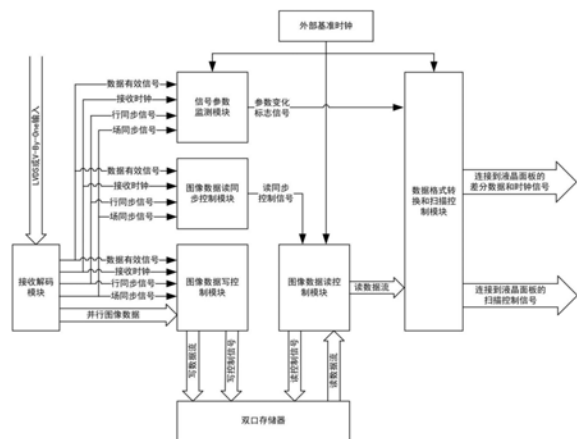 外部基准时钟
LVDS或V-By-One输入
数据有效信号
接收时钟
行同步信号
场同步信号
信号参数
监测模块
参数变化
标志信号
数据有效信号
接收时钟
行同步信号
场同步信号
图像数据读同
步控制模块
读同步
控制信号
数据格式转
换和扫描控
制模块
连接到液晶面板的
差分数据和时钟信号
接收解码
模块
数据有效信号
接收时钟
行同步信号
场同步信号
并行图像数据
图像数据写控
制模块
图像数据读控
制模块
读数据流
连接到液晶面板的
扫描控制信号
写数据流
写控制信号
读控制信号
读数据流
双口存储器